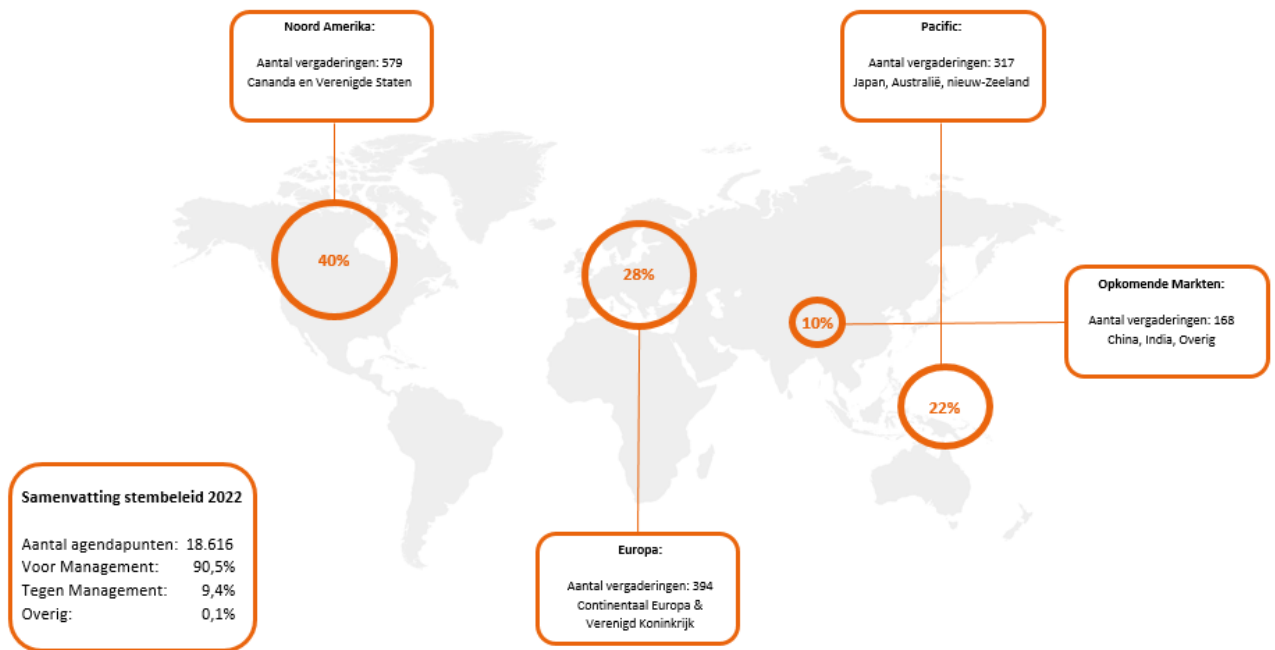 Noord Amerika:
Aantal vergaderingen: 579
Cananda en Verenigde Staten
Pacific:
Aantal vergaderingen: 317
Japan, Australië, nieuw-Zeeland
40%
28%
10%
22%
Opkomende Markten:
Aantal vergaderingen: 168
China, India, Overig
Samenvatting stembeleid 2022
Aantal agendapunten: 18.616
Voor Management: 90,5%
Tegen Management: 9,4%
Overig: 0,1%
Europa:
Aantal vergaderingen: 394
Continentaal Europa &
Verenigd Koninkrijk